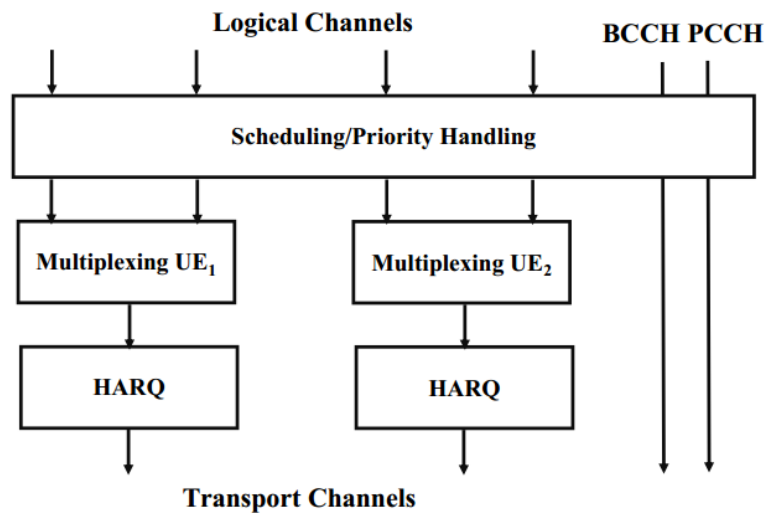 Logical Channels
BCCH PCCH
Scheduling/Priority Handling
Multiplexing UE₁
Multiplexing UE₂
HARQ
HARQ
Transport Channels